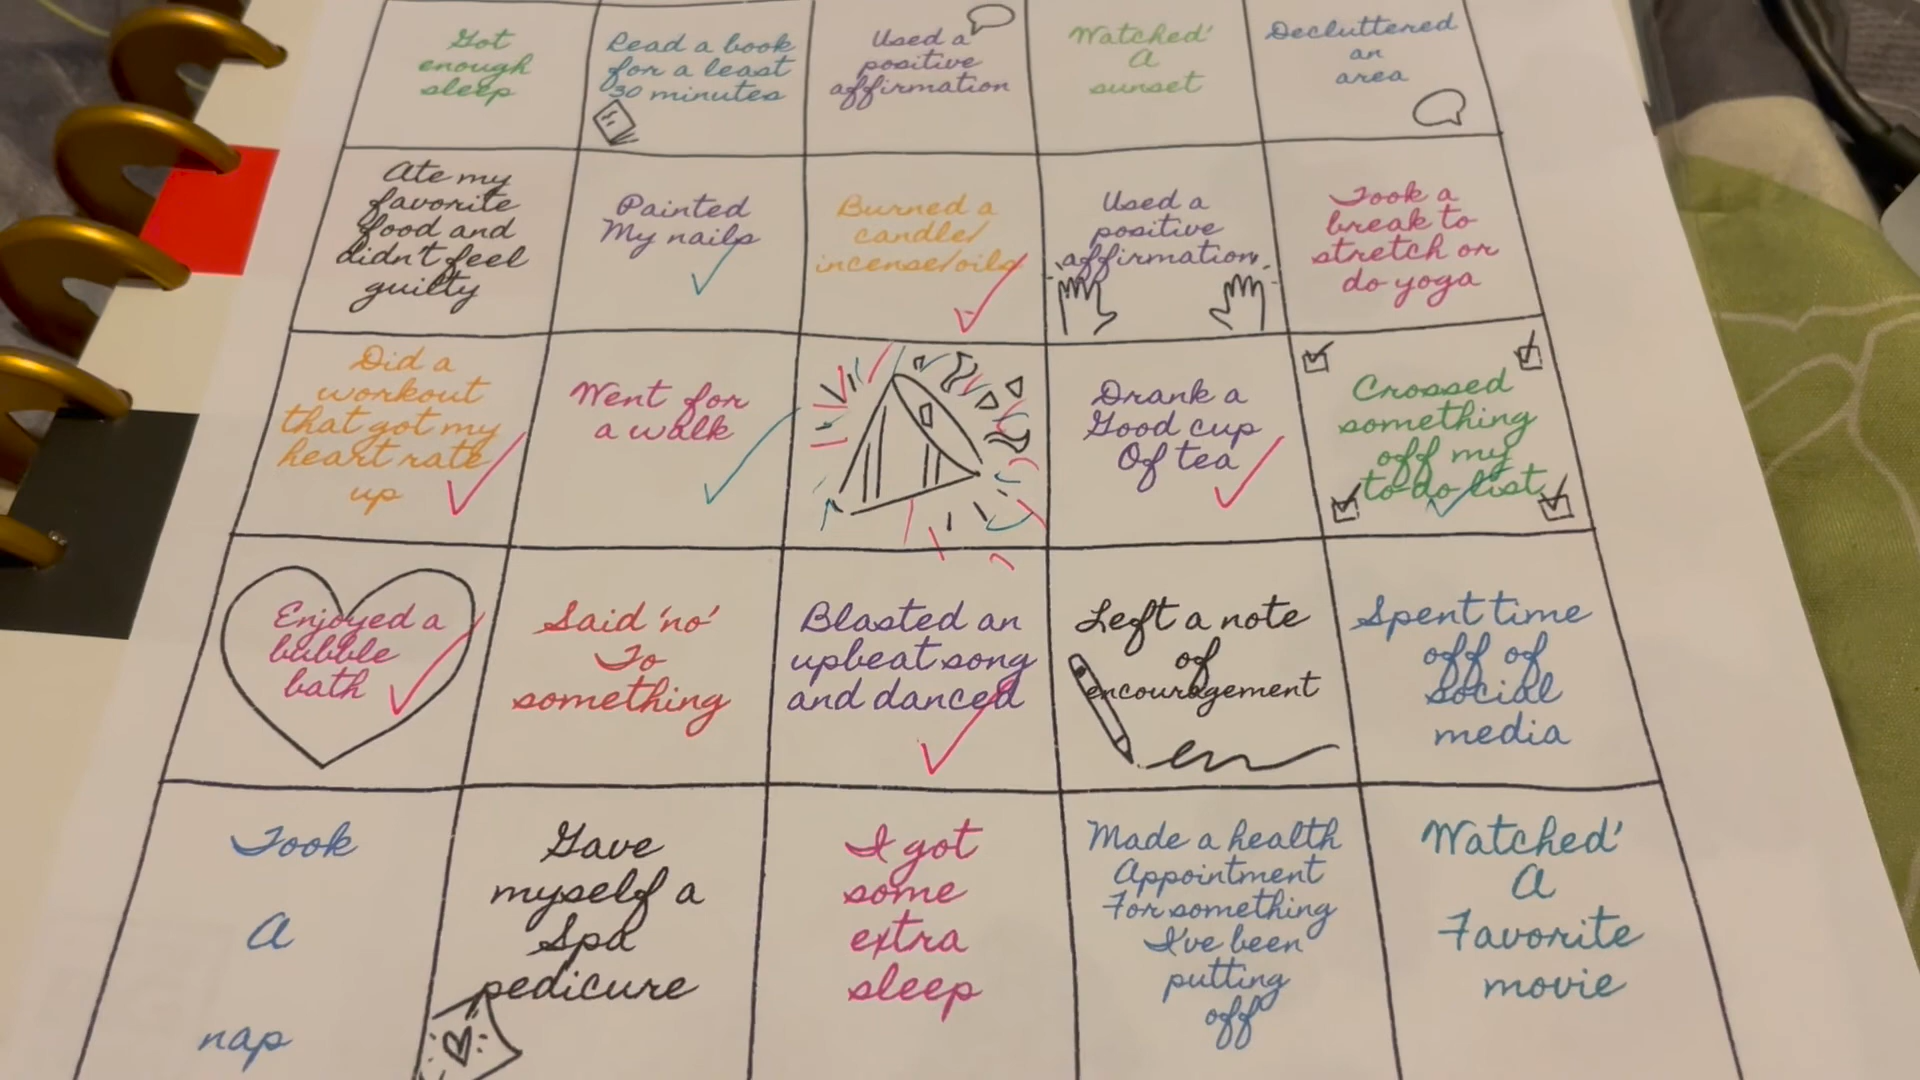 Got
enough
sleep
Read a book
for a least
30 minutes
Used a
positive
affirmation
Watched'
A
sunset
Decluttered
an
area
Ate my
favorite
food and
didn't feel
guilty
Painted
My nails
Burned a
candle/
incense/oils
Used a
positive
affirmation
Took a
break to
stretch or
do yoga
Did a
workout
that got my
heart rate
up
Went for
a walk
Drank a
Good cup
Of tea
Crossed
something
off my
to-do list
Enjoyed a
bubble
bath
Said 'no'
To
something
Blasted an
upbeat song
and danced
Left a note
of
encouragement
Spent time
off of
social
media
Took
A
nap
Gave
myself a
Spa
pedicure
I got
some
extra
sleep
Made a health
Appointment
For something
I've been
putting
off
Watched'
A
Favorite
movie